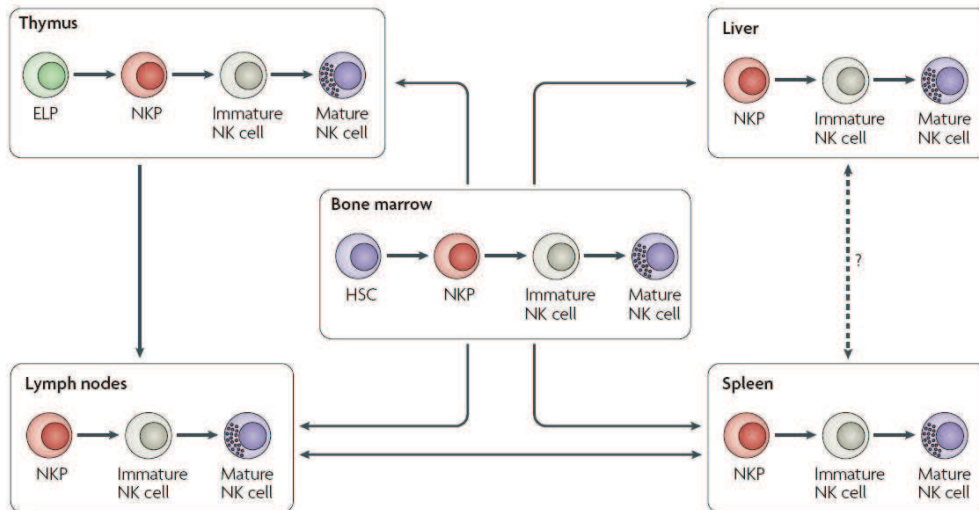 Thymus
ELP
NKP
Immature
NK cell
Mature
NK cell
Liver
NKP
Immature
NK cell
Mature
NK cell
Bone marrow
HSC
NKP
Immature
NK cell
Mature
NK cell
?
Lymph nodes
NKP
Immature
NK cell
Mature
NK cell
Spleen
NKP
Immature
NK cell
Mature
NK cell